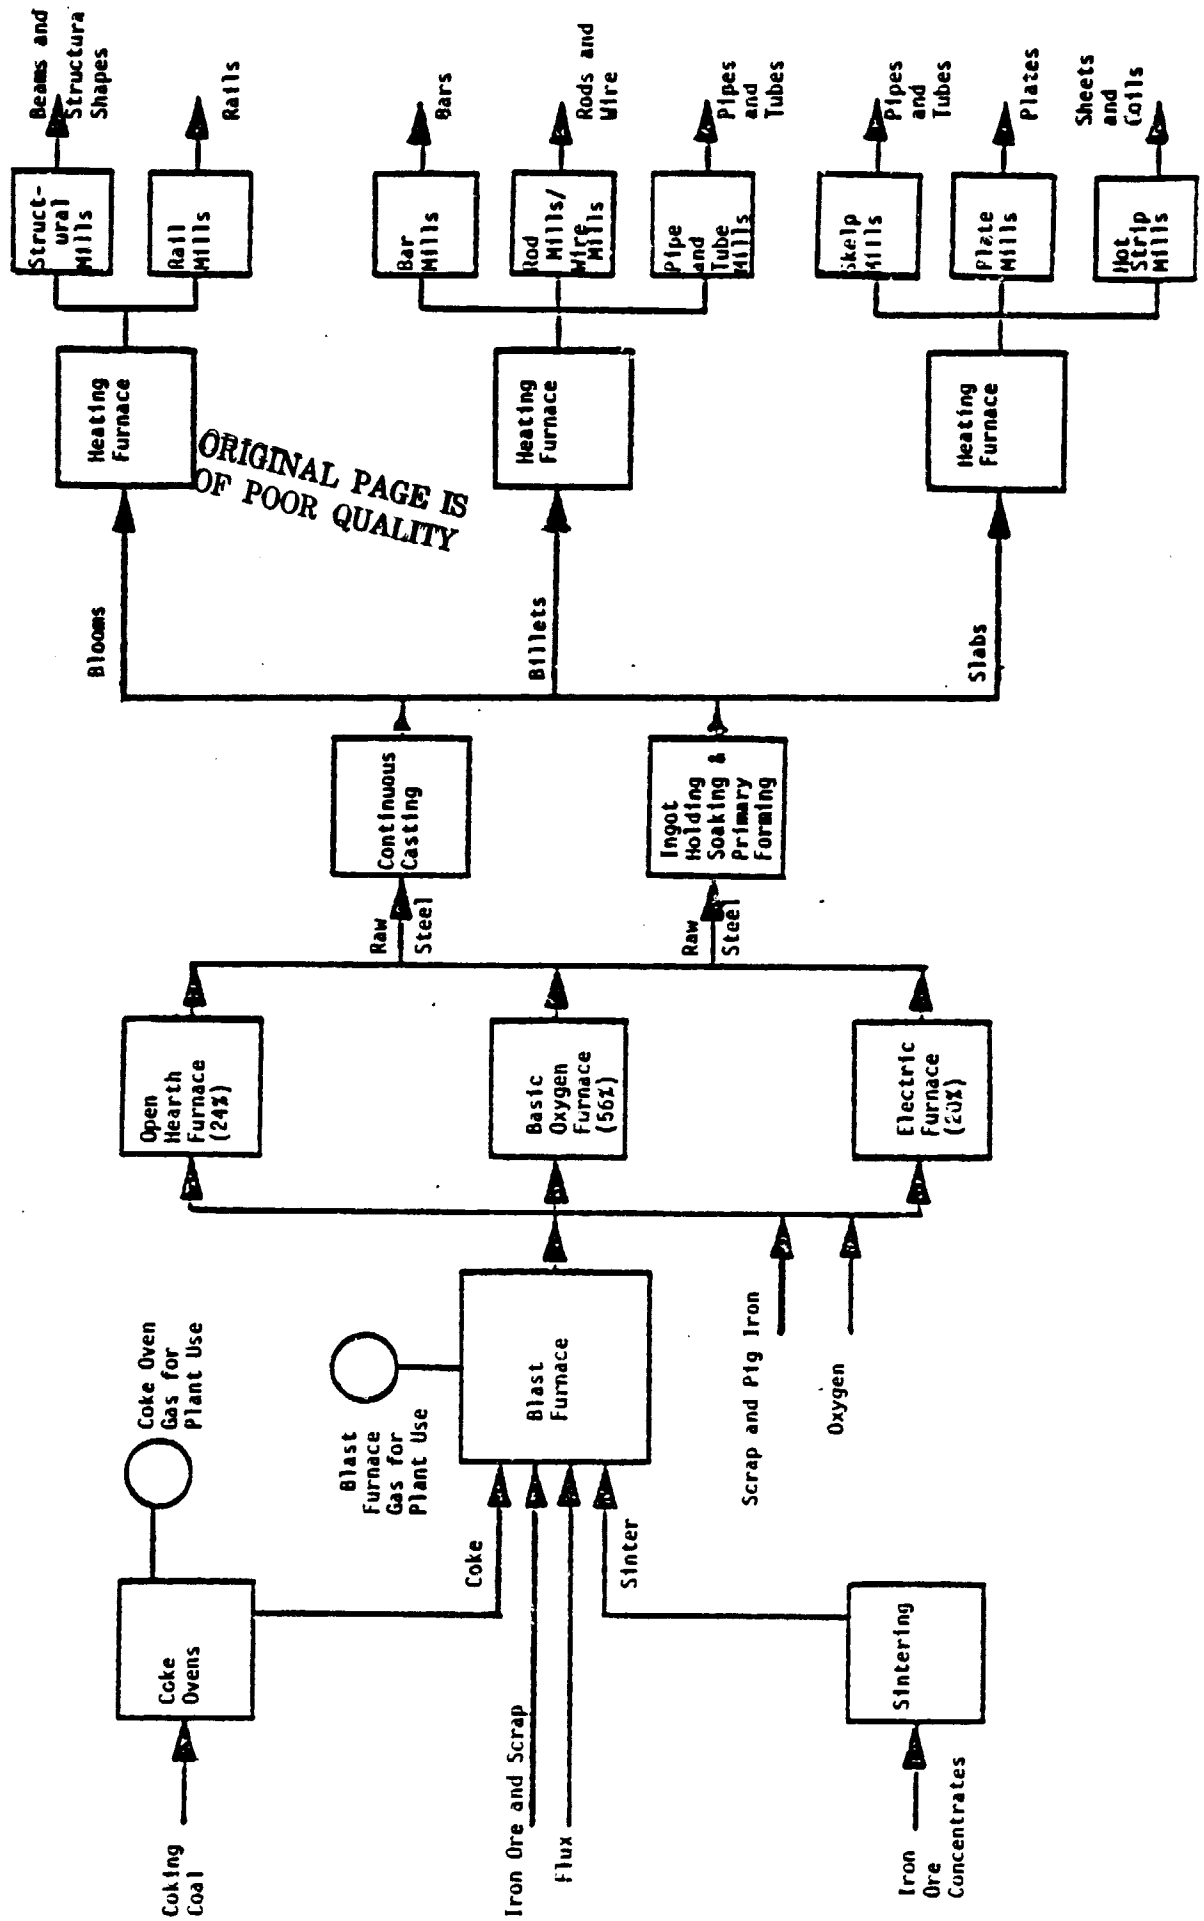 Coking
Coal
Coke
Ovens
Coke Oven
Gas for
Plant Use
Coke
Iron Ore and Scrap
Flux
Sinter
Iron
Ore
Concentrates
Sintering
Blast
Furnace
Gas for
Plant Use
Blast
Furnace
Scrap and Pig Iron
Oxygen
Open
Hearth
Furnace
(24%)
Basic
Oxygen
Furnace
(56%)
Electric
Furnace
(20%)
Raw
Steel
Raw
Steel
Continuous
Casting
Ingot
Holding
Soaking &
Primary
Forming
Blooms
Billets
Slabs
ORIGINAL PAGE IS
OF POOR QUALITY
Heating
Furnace
Heating
Furnace
Heating
Furnace
Struct-
ural
Mills
Rail
Mills
Bar
Mills
Rod
Mills/
Wire
Mills
Pipe
and
Tube
Mills
Skelp
Mills
Plate
Mills
Hot
Strip
Mills
Beams and
Structura
Shapes
Rails
Bars
Rods and
Wire
Pipes
and
Tubes
Pipes
and
Tubes
Plates
Sheets
and
Coils